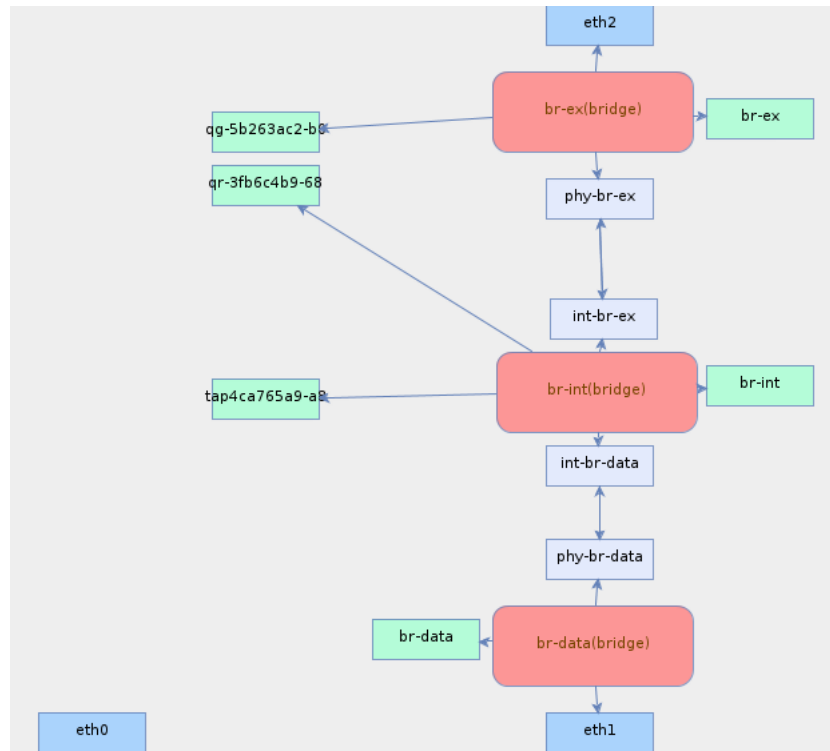 eth2
br-ex(bridge)
br-ex
qg-5b263ac2-b0
qr-3fb6c4b9-68
phy-br-ex
int-br-ex
br-int(bridge)
br-int
tap4ca765a9-a8
int-br-data
phy-br-data
br-data
br-data(bridge)
eth0
eth1